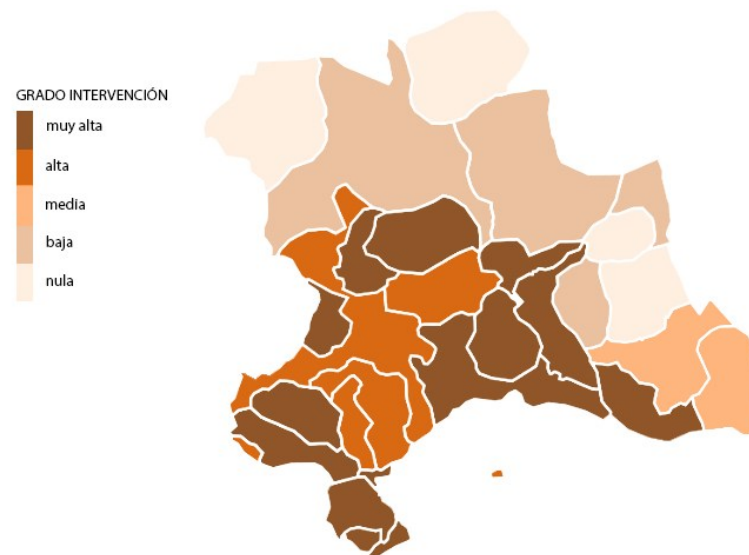 GRADO INTERVENCIÓN
muy alta
alta
media
baja
nula